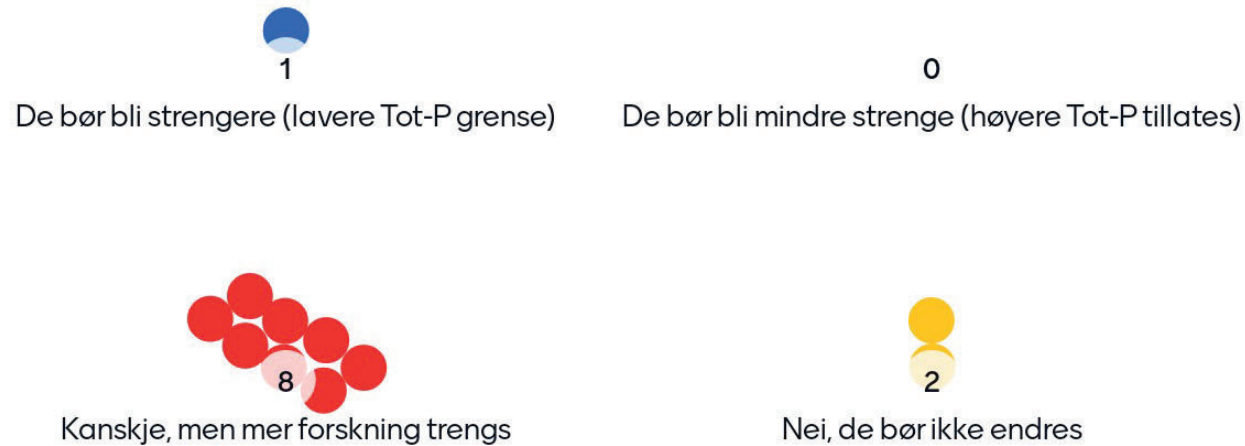 1
De bør bli strengere (lavere Tot-P grense)
0
De bør bli mindre strenge (høyere Tot-P tillates)
8
Kanskje, men mer forskning trengs
2
Nei, de bør ikke endres